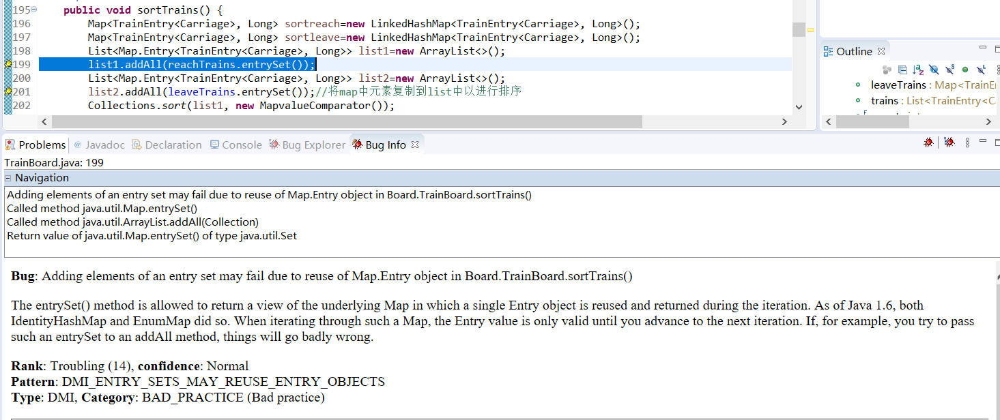 195 public void sortTrains() {
196 Map<TrainEntry<Carriage>, Long> sortreach=new LinkedHashMap<TrainEntry<Carriage>, Long>();
197 Map<TrainEntry<Carriage>, Long> sortleave=new LinkedHashMap<TrainEntry<Carriage>, Long>();
198 List<Map.Entry<TrainEntry<Carriage>, Long>> list1=new ArrayList<>();
199 list1.addAll(reachTrains.entrySet());
200 List<Map.Entry<TrainEntry<Carriage>, Long>> list2=new ArrayList<>();
201 list2.addAll(leaveTrains.entrySet());//将map中元素复制到list中以进行排序
202 Collections.sort(list1, new MapvalueComparator());
Outline
leaveTrains : Map<TrainE
trains : List<TrainEntry<C
Problems @ Javadoc Declaration Console Bug Explorer Bug Info
TrainBoard.java: 199
Navigation
Adding elements of an entry set may fail due to reuse of Map.Entry object in Board.TrainBoard.sortTrains()
Called method java.util.Map.entrySet()
Called method java.util.ArrayList.addAll(Collection)
Return value of java.util.Map.entrySet() of type java.util.Set
Bug: Adding elements of an entry set may fail due to reuse of Map.Entry object in Board.TrainBoard.sortTrains()
The entrySet() method is allowed to return a view of the underlying Map in which a single Entry object is reused and returned during the iteration. As of Java 1.6, both
IdentityHashMap and EnumMap did so. When iterating through such a Map, the Entry value is only valid until you advance to the next iteration. If, for example, you try to pass
such an entrySet to an addAll method, things will go badly wrong.
Rank: Troubling (14), confidence: Normal
Pattern: DMI_ENTRY_SETS_MAY_REUSE_ENTRY_OBJECTS
Type: DMI, Category: BAD_PRACTICE (Bad practice)